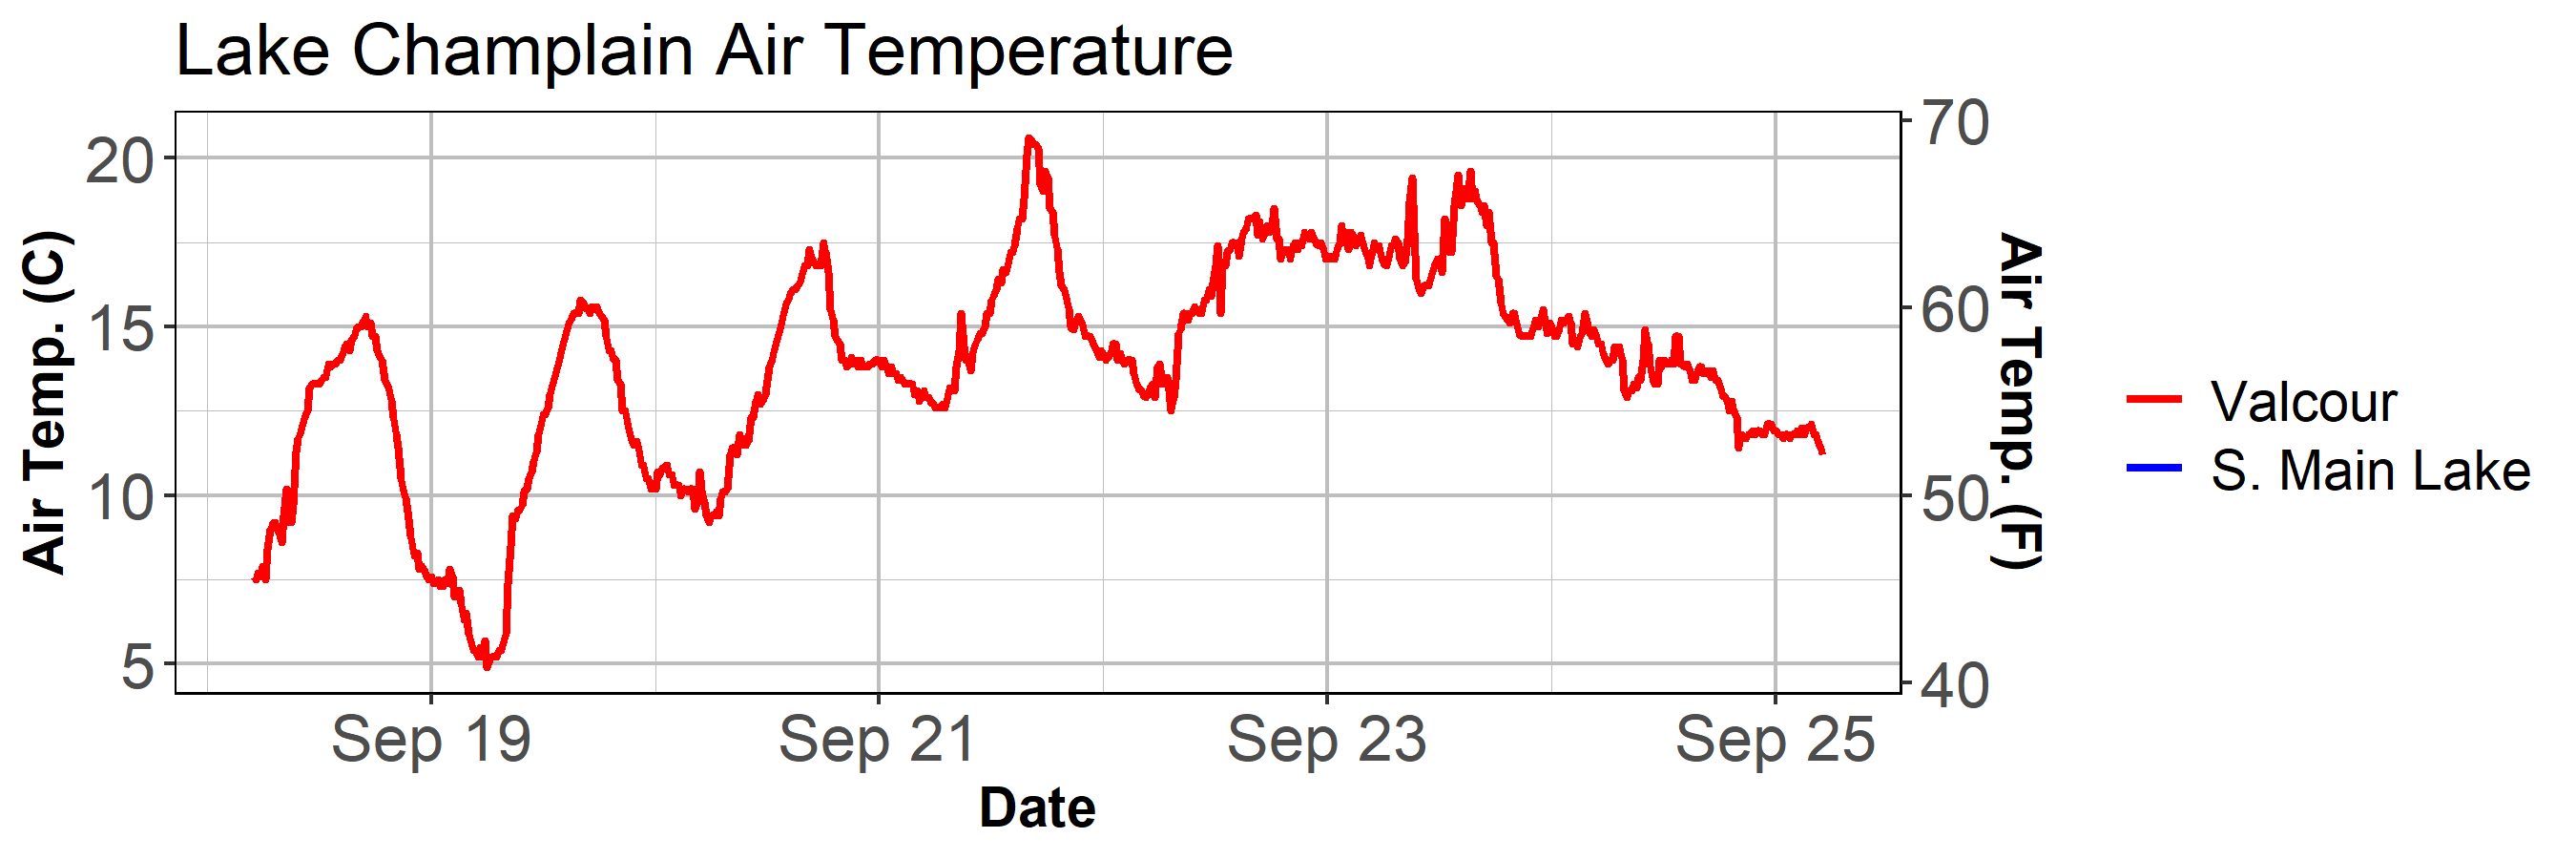 Lake Champlain Air Temperature
20
15
10
5
Air Temp. (C)
70
60
50
40
Air Temp. (F)
Sep 19
Sep 21
Sep 23
Sep 25
Date
Valcour
S. Main Lake